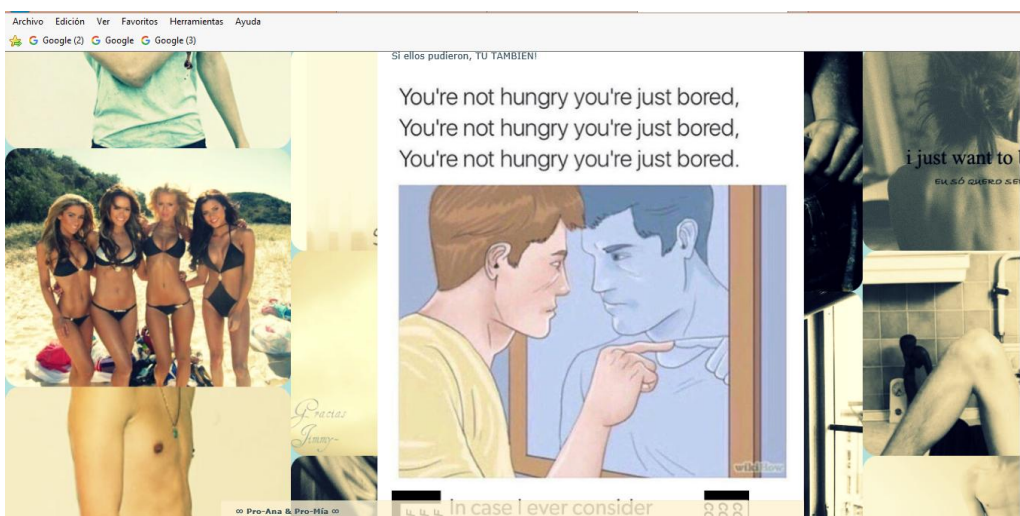 Archivo Edición Ver Favoritos Herramientas Ayuda
Google (2) Google Google (3)
Si ellos pudieron, TU TAMBIEN!
You're not hungry you're just bored,
You're not hungry you're just bored,
You're not hungry you're just bored.
i just want to
EU SÓ QUERO SE
Gracias
Jinny~
wikiHow
∞ Pro-Ana & Pro-Mía ∞
In case I ever consider